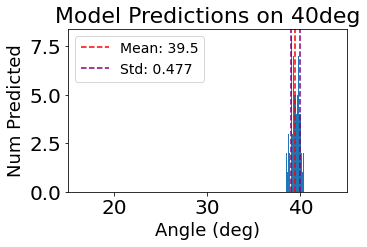 Model Predictions on 40deg
Num Predicted
7.5
5.0
2.5
0.0
Mean: 39.5
Std: 0.477
20 30 40
Angle (deg)